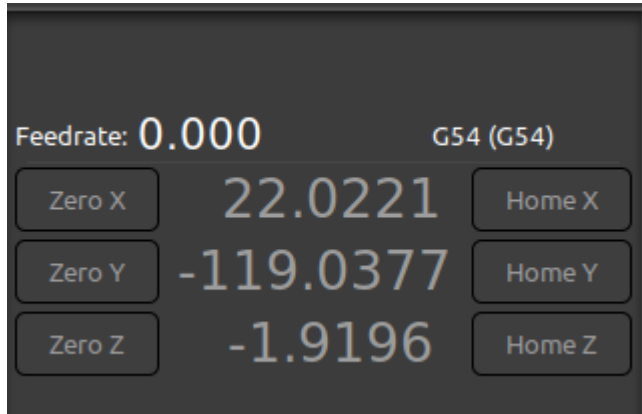 Feedrate: 0.000 G54 (G54)
Zero X 22.0221 Home X
Zero Y -119.0377 Home Y
Zero Z -1.9196 Home Z